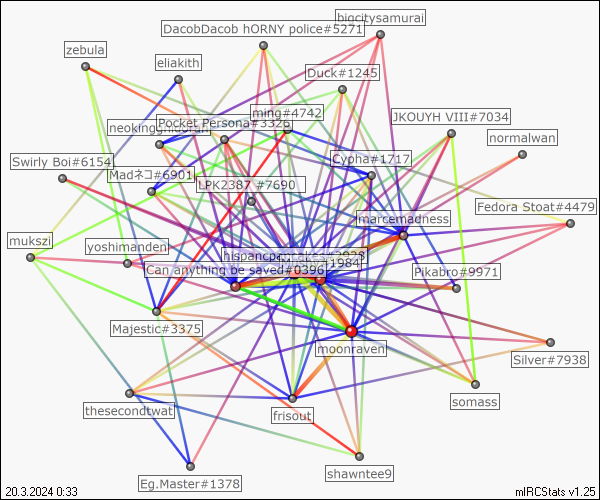 bigcitysamurai
DacobDacob hORNY police#5271
zebula
eliakith
Duck#1245
ming#4742
JKOUYH VIII#7034
Pocket Persona#3326
normalwan
Swirly Boi#6154
Cypha#1717
Madネコ#6901
LPK2387 #7690
Fedora Stoat#4479
marcemadness
mukszi
yoshimanden
1984
Can anything be saved#0396
Pikabro#9971
Majestic#3375
moonraven
Silver#7938
somass
thesecondtwat
frisout
shawntee9
Eg.Master#1378
20.3.2024 0:33
mIRCStats v1.25